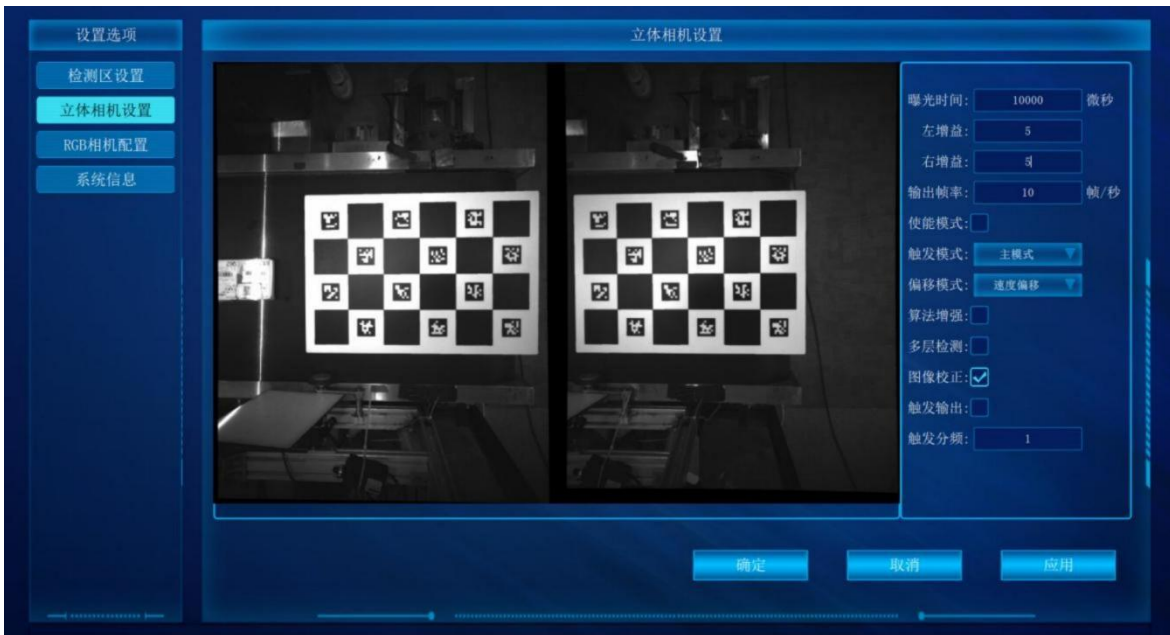 设置选项
检测区设置
立体相机设置
RGB相机配置
系统信息
立体相机设置
曝光时间: 10000 微秒
左增益: 5
右增益: 5
输出帧率: 10 帧/秒
使能模式:
触发模式: 主模式
偏移模式: 速度偏移
算法增强:
多层检测:
图像校正:
触发输出:
触发分频: 1
确定 取消 应用